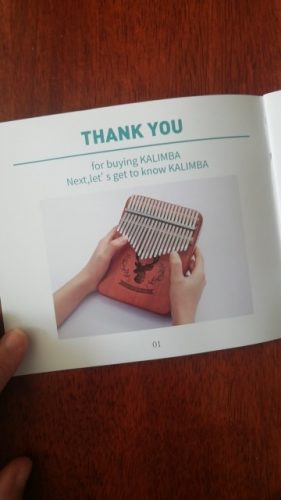 THANK YOU
for buying KALIMBA
Next,let's get to know KALIMBA
01